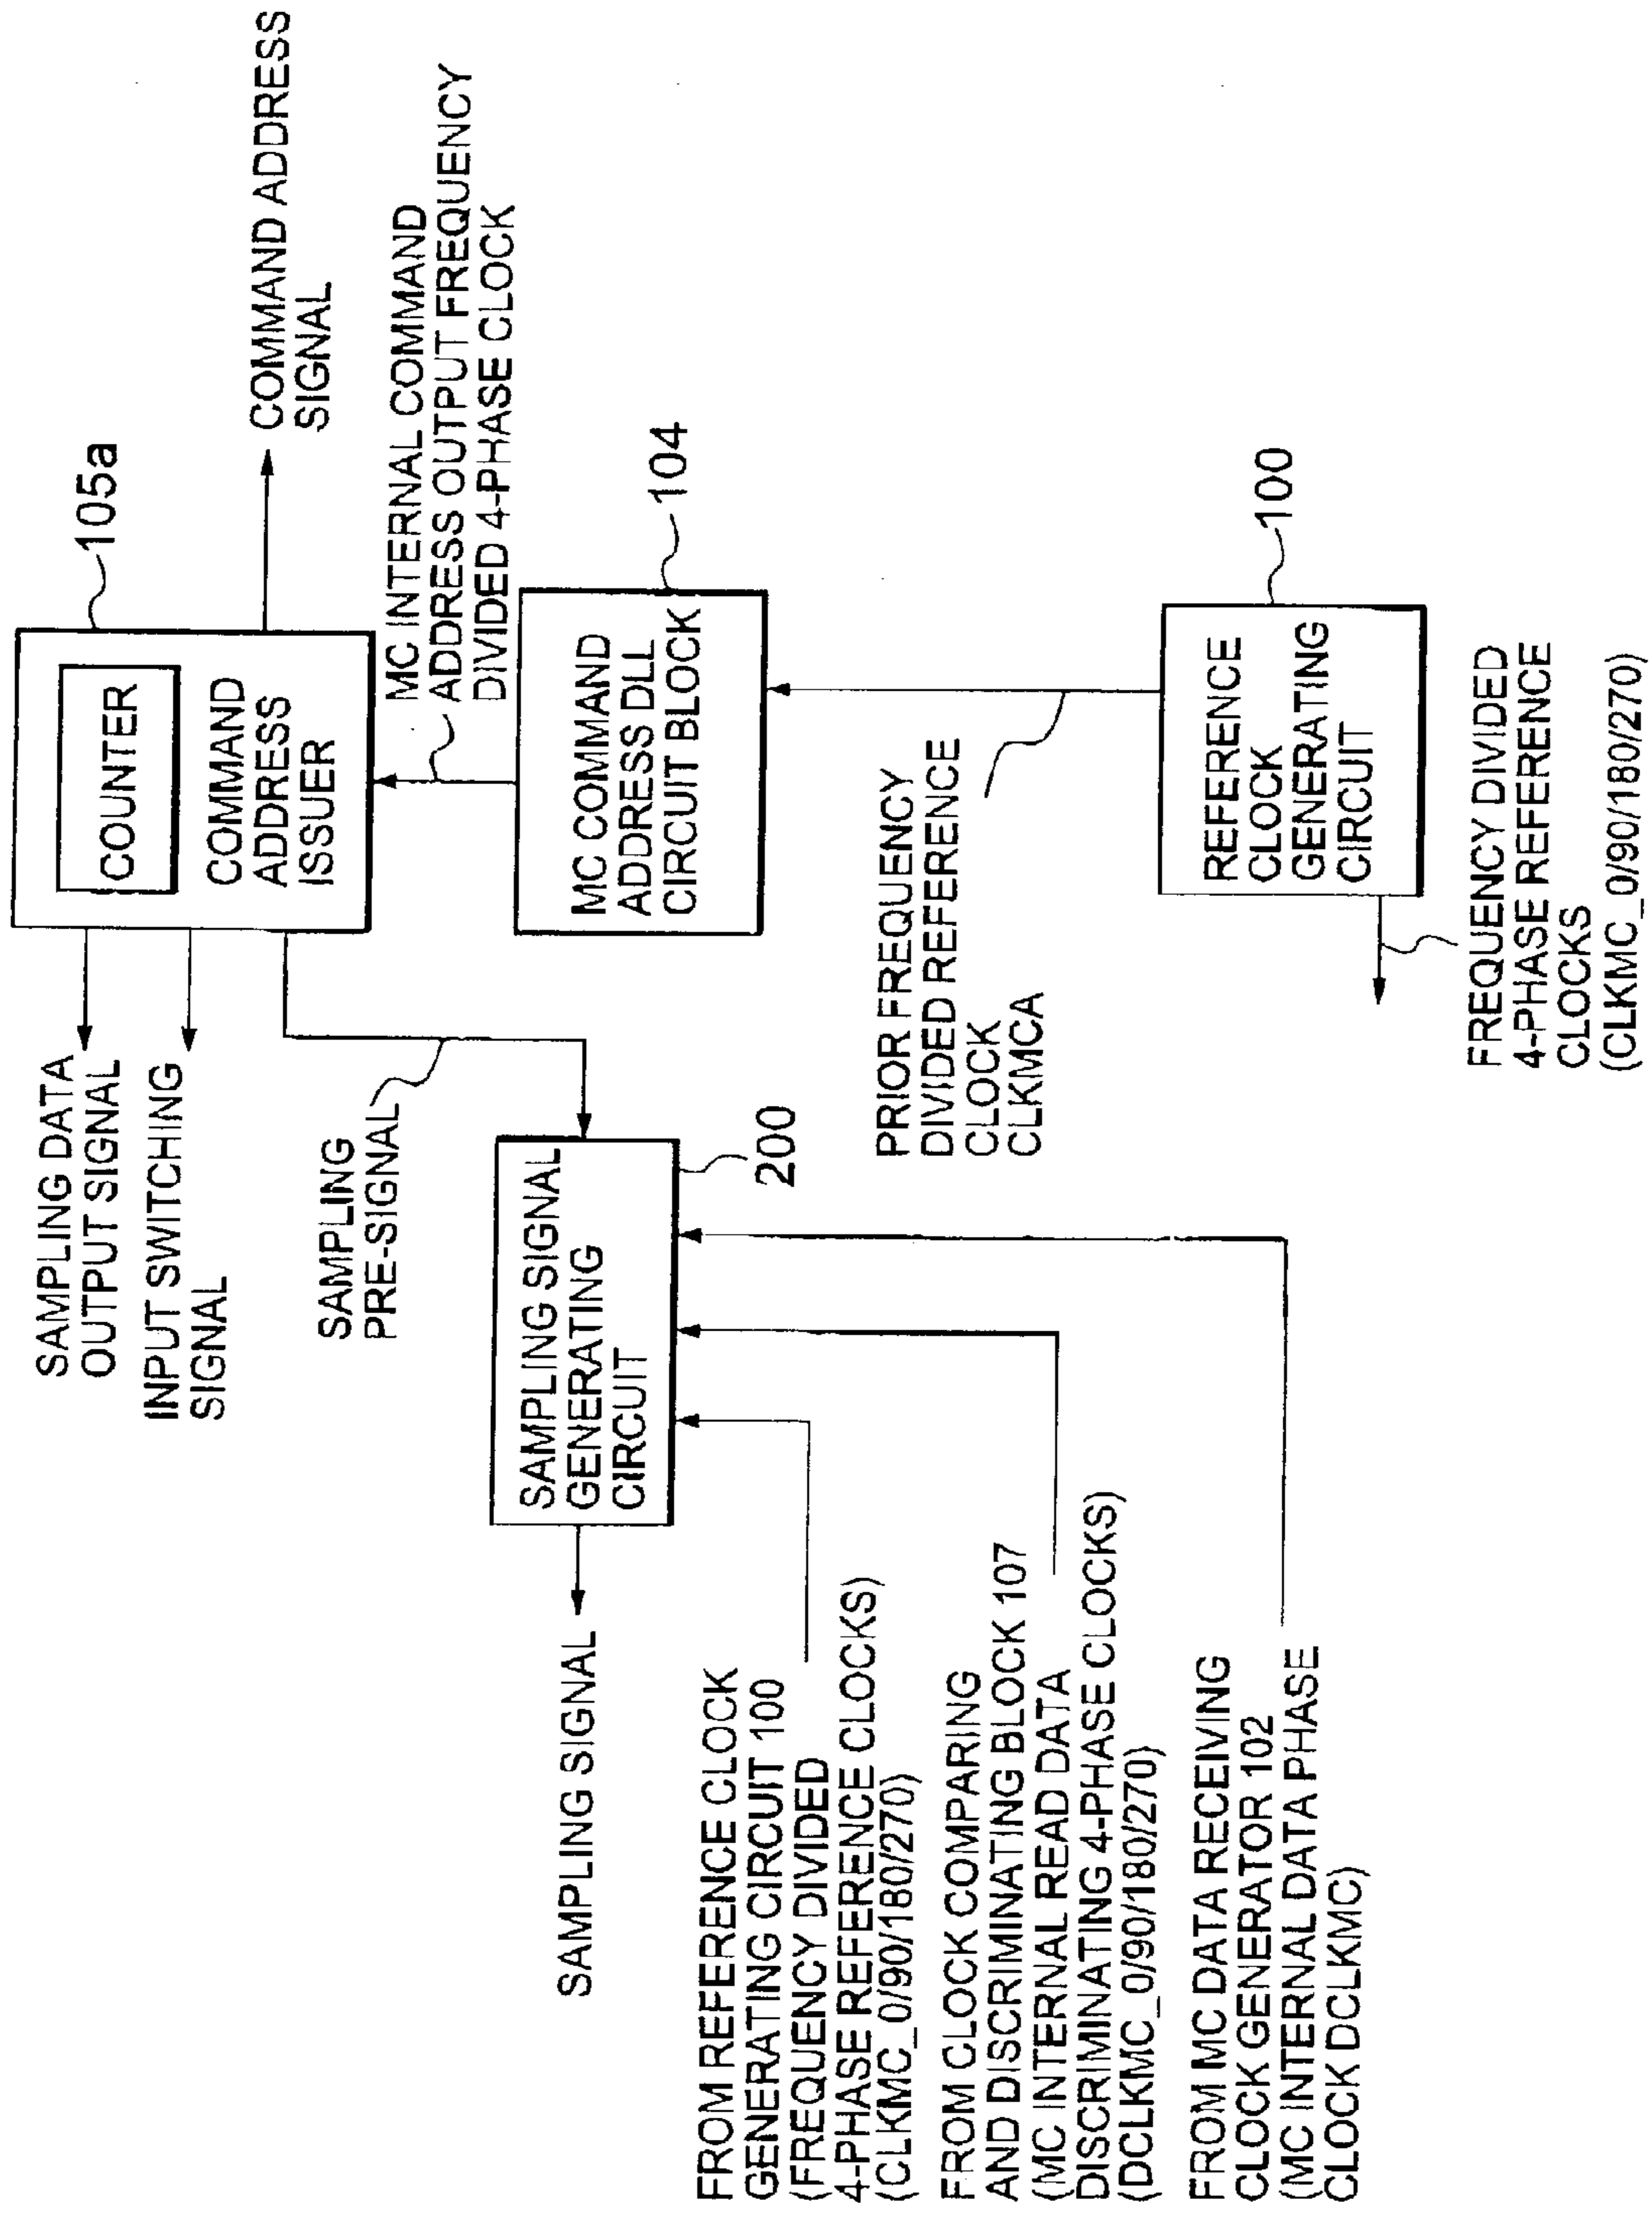 SAMPLING DATA
OUTPUT SIGNAL
INPUT SWITCHING
SIGNAL
COUNTER
COMMAND
ADDRESS
ISSUER
105a
COMMAND ADDRESS
SIGNAL
SAMPLING
PRE-SIGNAL
MC INTERNAL COMMAND
ADDRESS OUTPUT FREQUENCY
DIVIDED 4-PHASE CLOCK
SAMPLING SIGNAL
SAMPLING SIGNAL
GENERATING
CIRCUIT
200
MC COMMAND
ADDRESS DLL
CIRCUIT BLOCK
104
FROM REFERENCE CLOCK
GENERATING CIRCUIT 100
(FREQUENCY DIVIDED
4-PHASE REFERENCE CLOCKS)
(CLKMC_0/90/180/270)
PRIOR FREQUENCY
DIVIDED REFERENCE
CLOCK
CLKMCA
FROM CLOCK COMPARING
AND DISCRIMINATING BLOCK 107
(MC INTERNAL READ DATA
DISCRIMINATING 4-PHASE CLOCKS)
(DCLKMC_0/90/180/270)
FROM MC DATA RECEIVING
CLOCK GENERATOR 102
(MC INTERNAL DATA PHASE
CLOCK DCLKMC)
REFERENCE
CLOCK
GENERATING
CIRCUIT
100
FREQUENCY DIVIDED
4-PHASE REFERENCE
CLOCKS
(CLKMC_0/90/180/270)